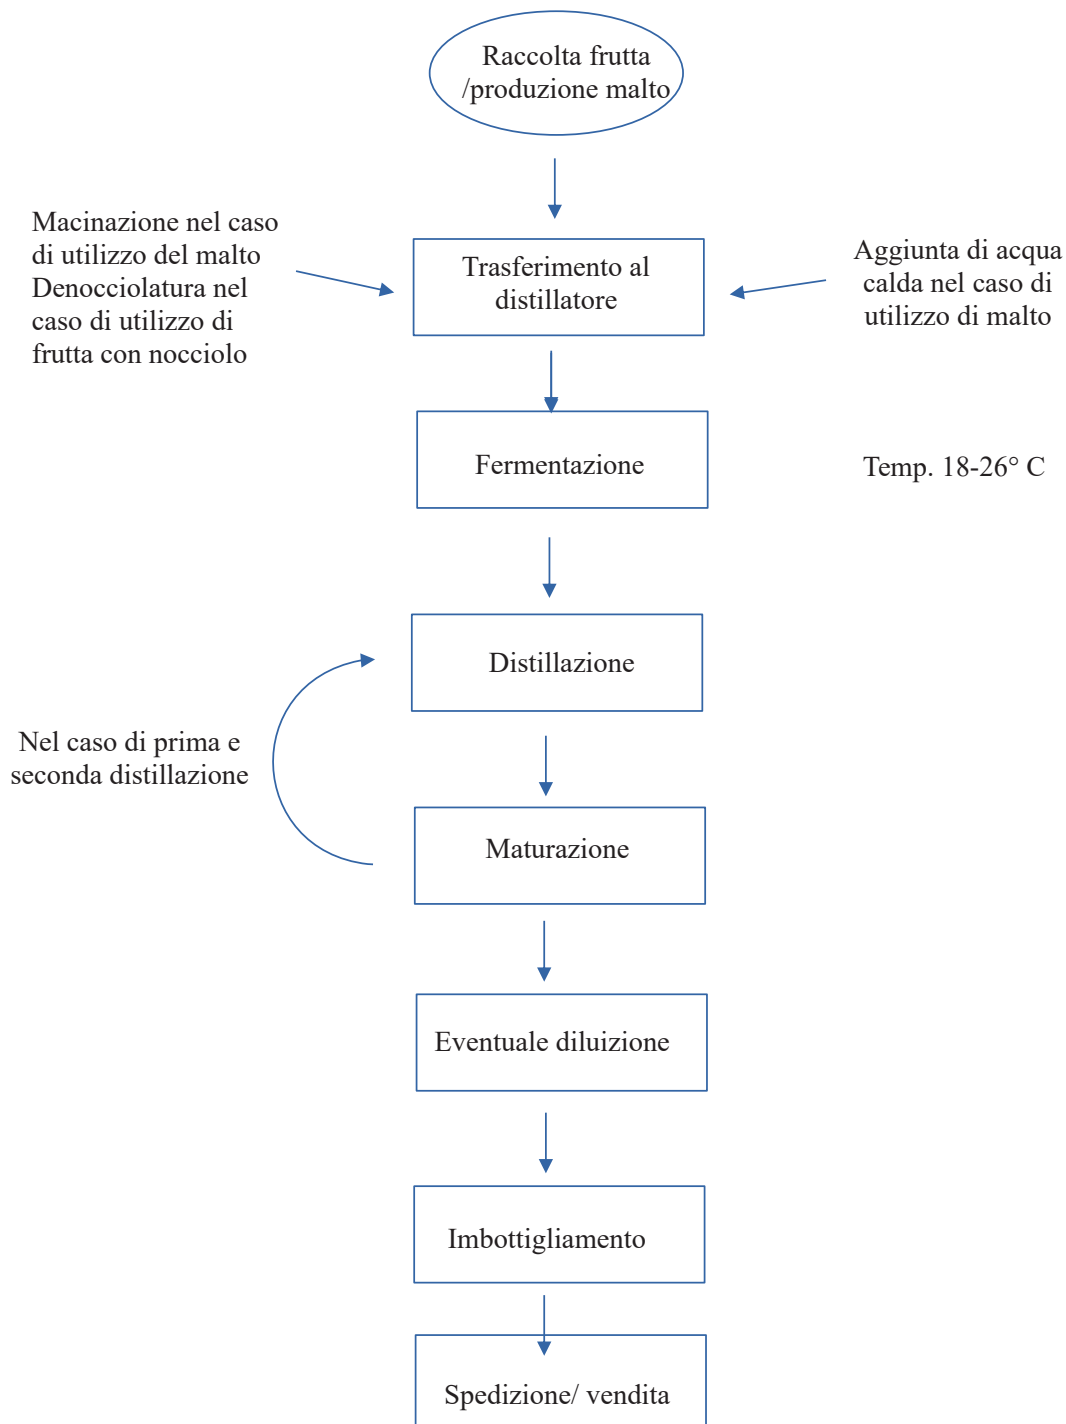 Raccolta frutta
/produzione malto
Macinazione nel caso
di utilizzo del malto
Denocciolatura nel
caso di utilizzo di
frutta con nocciolo
Trasferimento al
distillatore
Aggiunta di acqua
calda nel caso di
utilizzo di malto
Fermentazione
Temp. 18-26° C
Distillazione
Nel caso di prima e
seconda distillazione
Maturazione
Eventuale diluizione
Imbottigliamento
Spedizione/ vendita